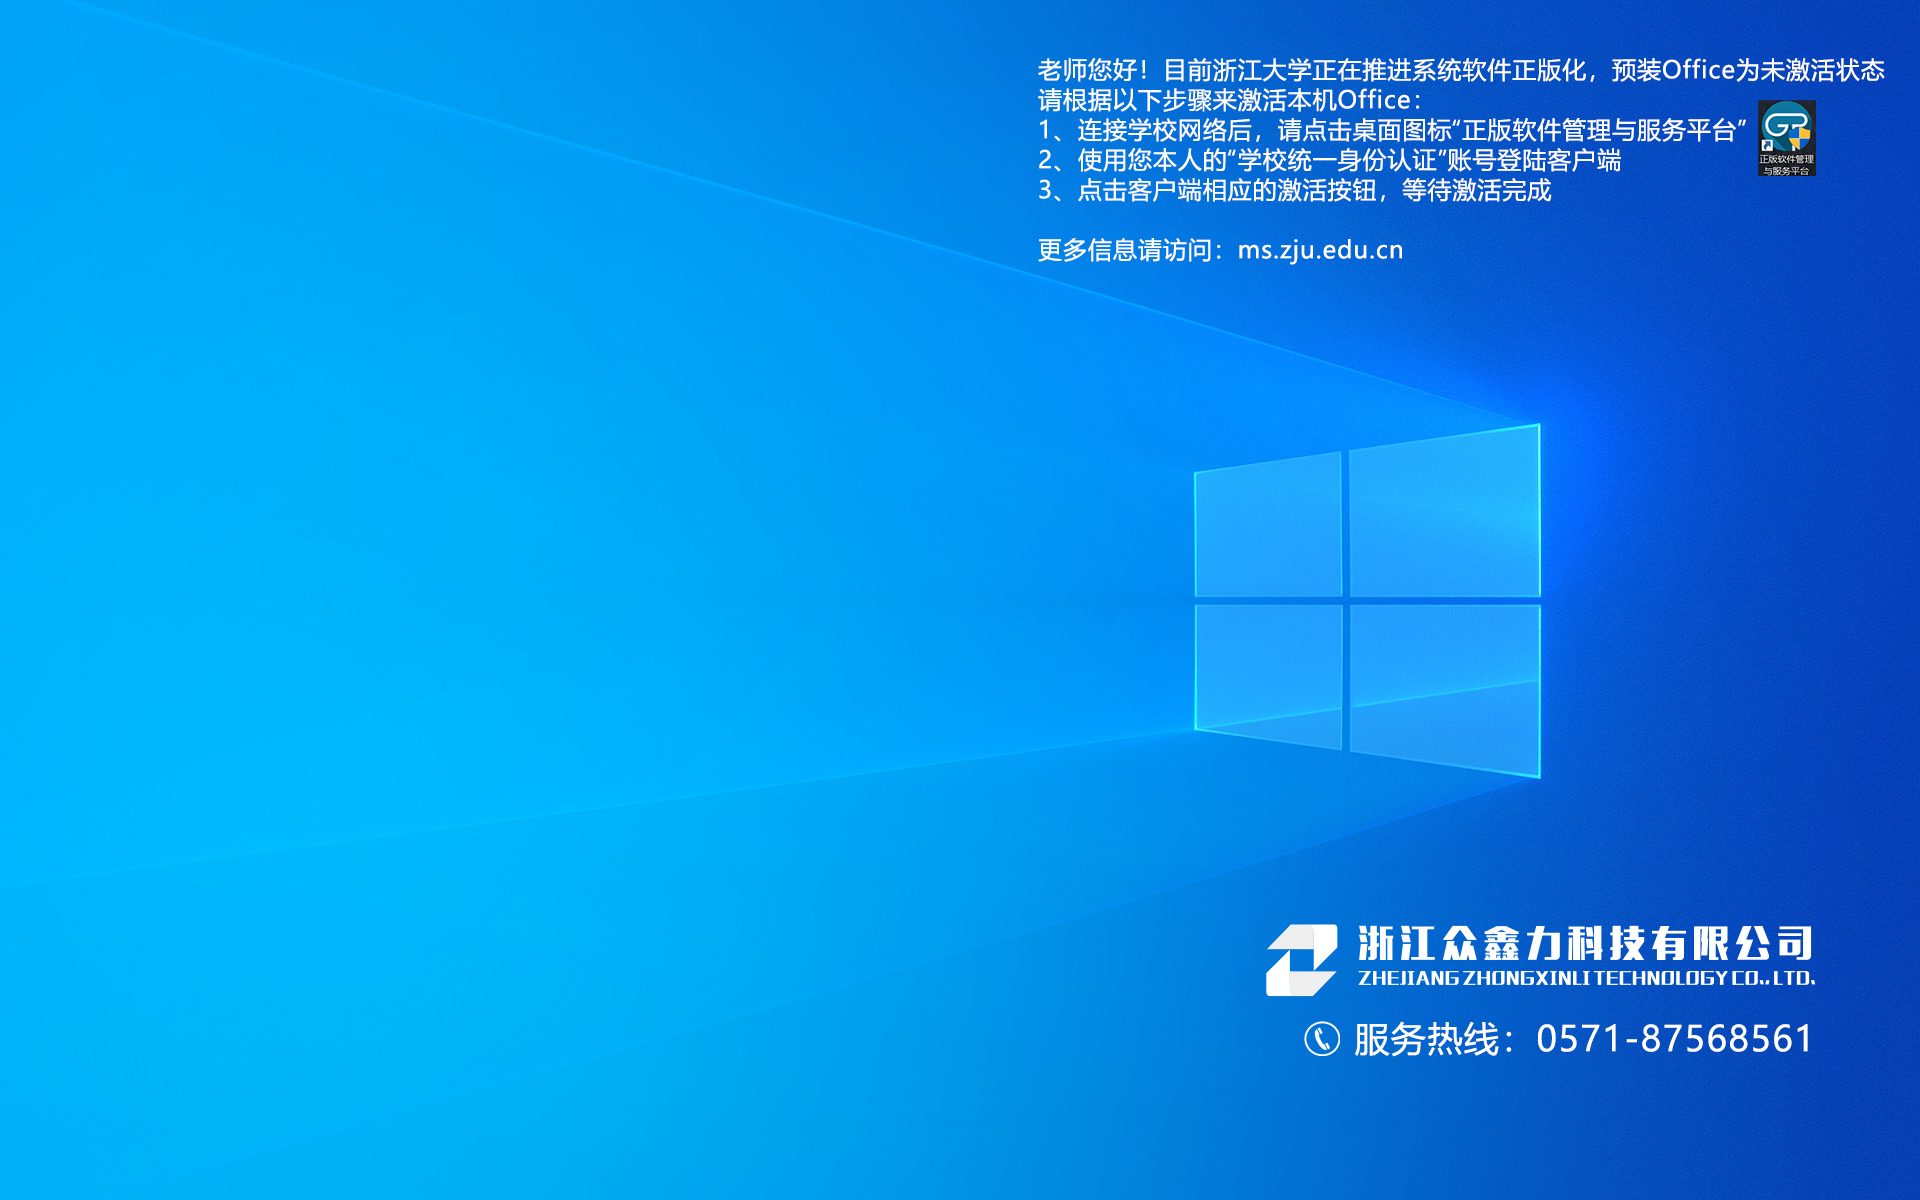 老师您好！目前浙江大学正在推进系统软件正版化，预装Office为未激活状态
请根据以下步骤来激活本机Office：
1、连接学校网络后，请点击桌面图标“正版软件管理与服务平台”
正版软件管理
与服务平台
2、使用您本人的“学校统一身份认证”账号登陆客户端
3、点击客户端相应的激活按钮，等待激活完成
更多信息请访问：ms.zju.edu.cn
浙江众鑫力科技有限公司
ZHEJIANG ZHONGXINLI TECHNOLOGY CO., LTD.
服务热线：0571-87568561